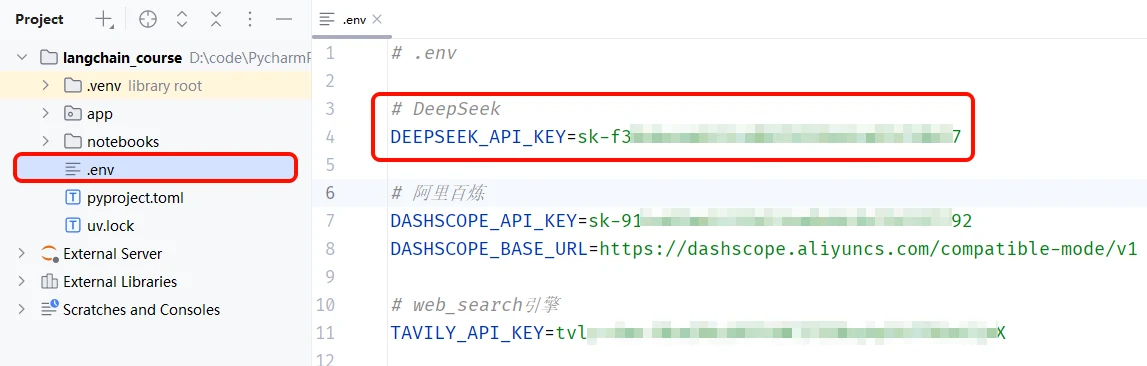 Project
langchain_course D:\code\PycharmP
.venv library root
app
notebooks
.env
pyproject.toml
uv.lock
External Server
External Libraries
Scratches and Consoles
.env
1 # .env
2
3 # DeepSeek
4 DEEPSEEK_API_KEY=sk-f3 7
5
6 # 阿里百炼
7 DASHSCOPE_API_KEY=sk-91 92
8 DASHSCOPE_BASE_URL=https://dashscope.aliyuncs.com/compatible-mode/v1
9
10 # web_search引擎
11 TAVILY_API_KEY=tvl X
12